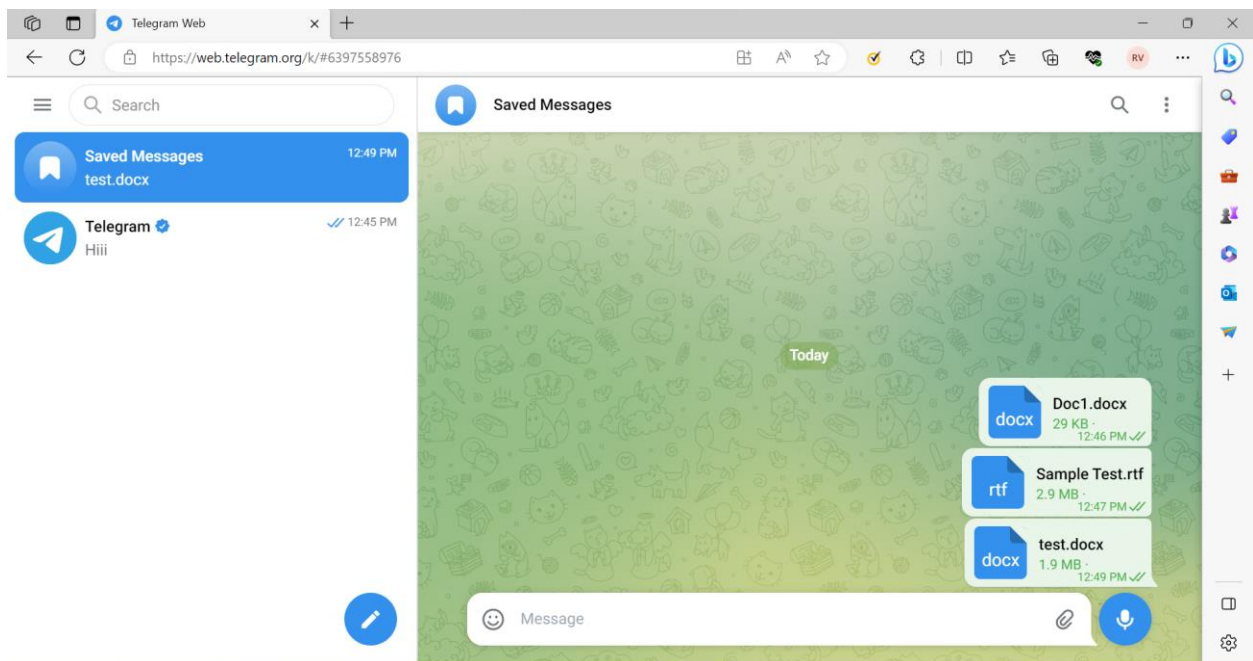 Telegram Web
https://web.telegram.org/k/#6397558976
RV
Search
Saved Messages 12:49 PM
test.docx
Telegram 12:45 PM
Hiii
Saved Messages
Today
docx Doc1.docx
29 KB ·
12:46 PM
rtf Sample Test.rtf
2.9 MB ·
12:47 PM
docx test.docx
1.9 MB ·
12:49 PM
Message